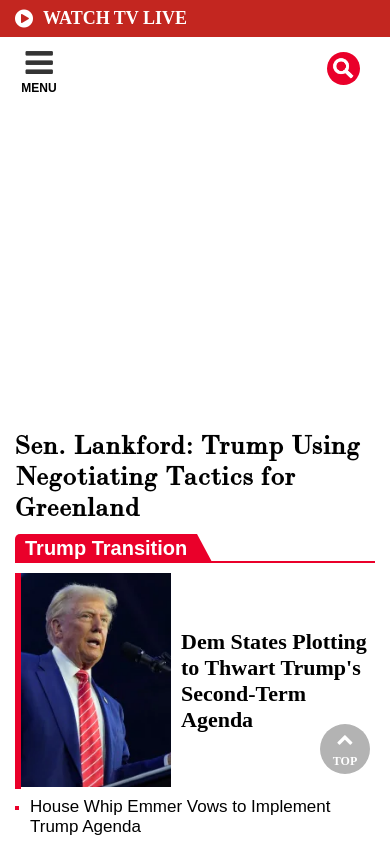 WATCH TV LIVE
MENU
Sen. Lankford: Trump Using
Negotiating Tactics for
Greenland
Trump Transition
Dem States Plotting
to Thwart Trump's
Second-Term
Agenda
TOP
House Whip Emmer Vows to Implement
Trump Agenda